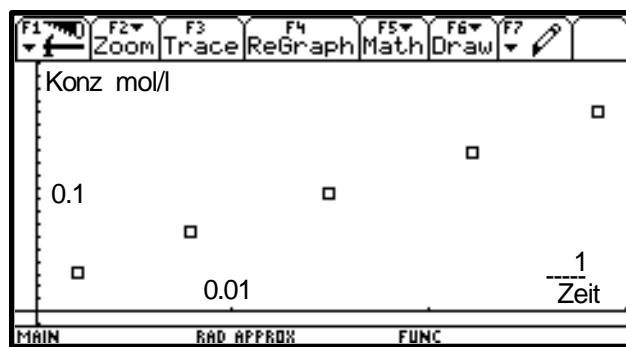 F1 F2 F3 F4 F5 F6 F7
Zoom Trace ReGraph Math Draw
Konz mol/l
0.1
0.01
1
-----
Zeit
MAIN RAD APPROX FUNC